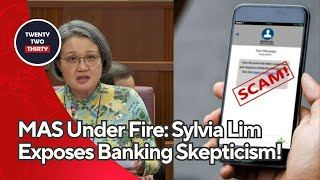 TWENTY
TWO
THIRTY
SCAM!
MAS Under Fire: Sylvia Lim
Exposes Banking Skepticism!